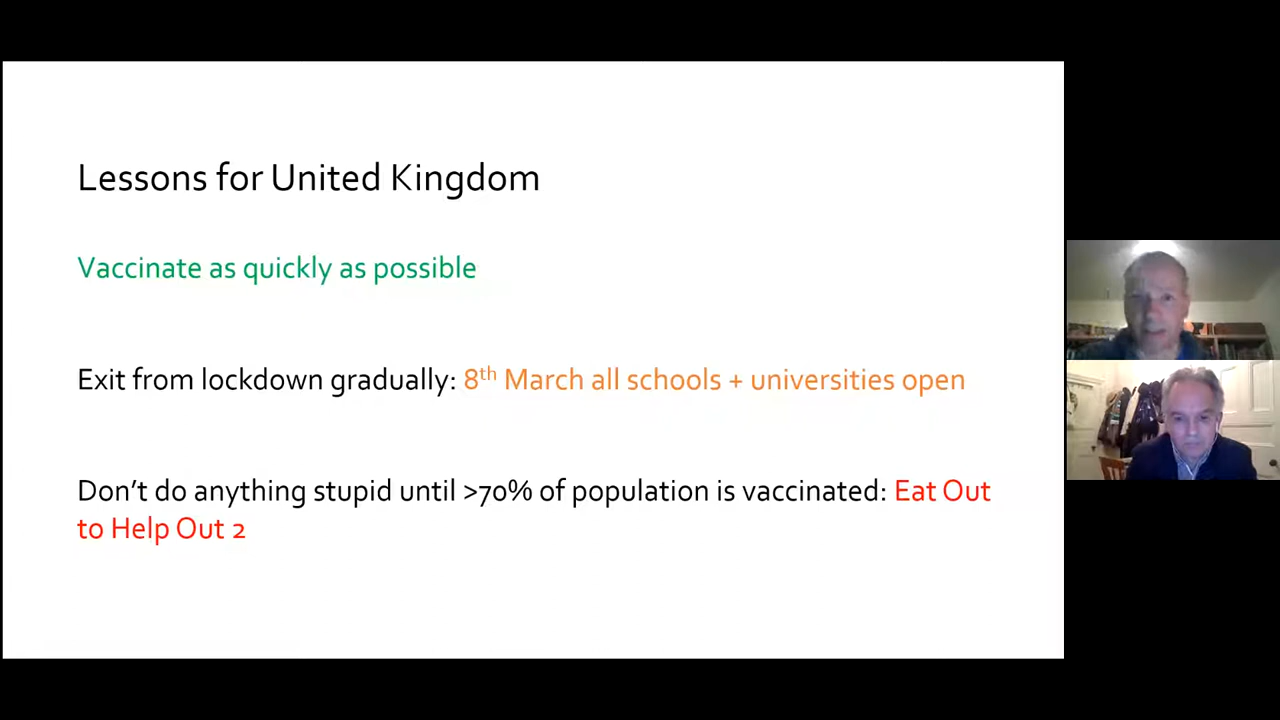 Lessons for United Kingdom
Vaccinate as quickly as possible
Exit from lockdown gradually: 8th March all schools + universities open
Don't do anything stupid until >70% of population is vaccinated: Eat Out
to Help Out 2